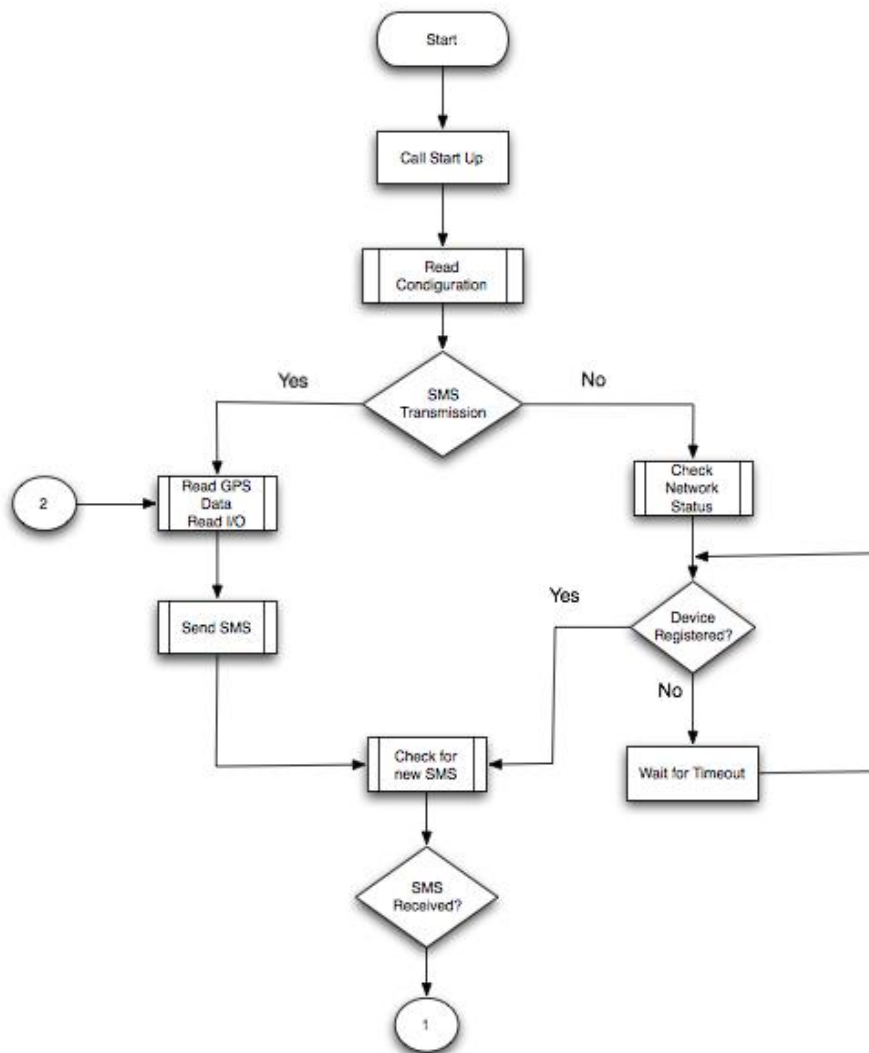 Start
Call Start Up
Read
Condiguration
SMS
Transmission
Yes
No
2
Read GPS
Data
Read I/O
Check
Network
Status
Send SMS
Yes
Device
Registered?
No
Check for
new SMS
Wait for Timeout
SMS
Received?
1